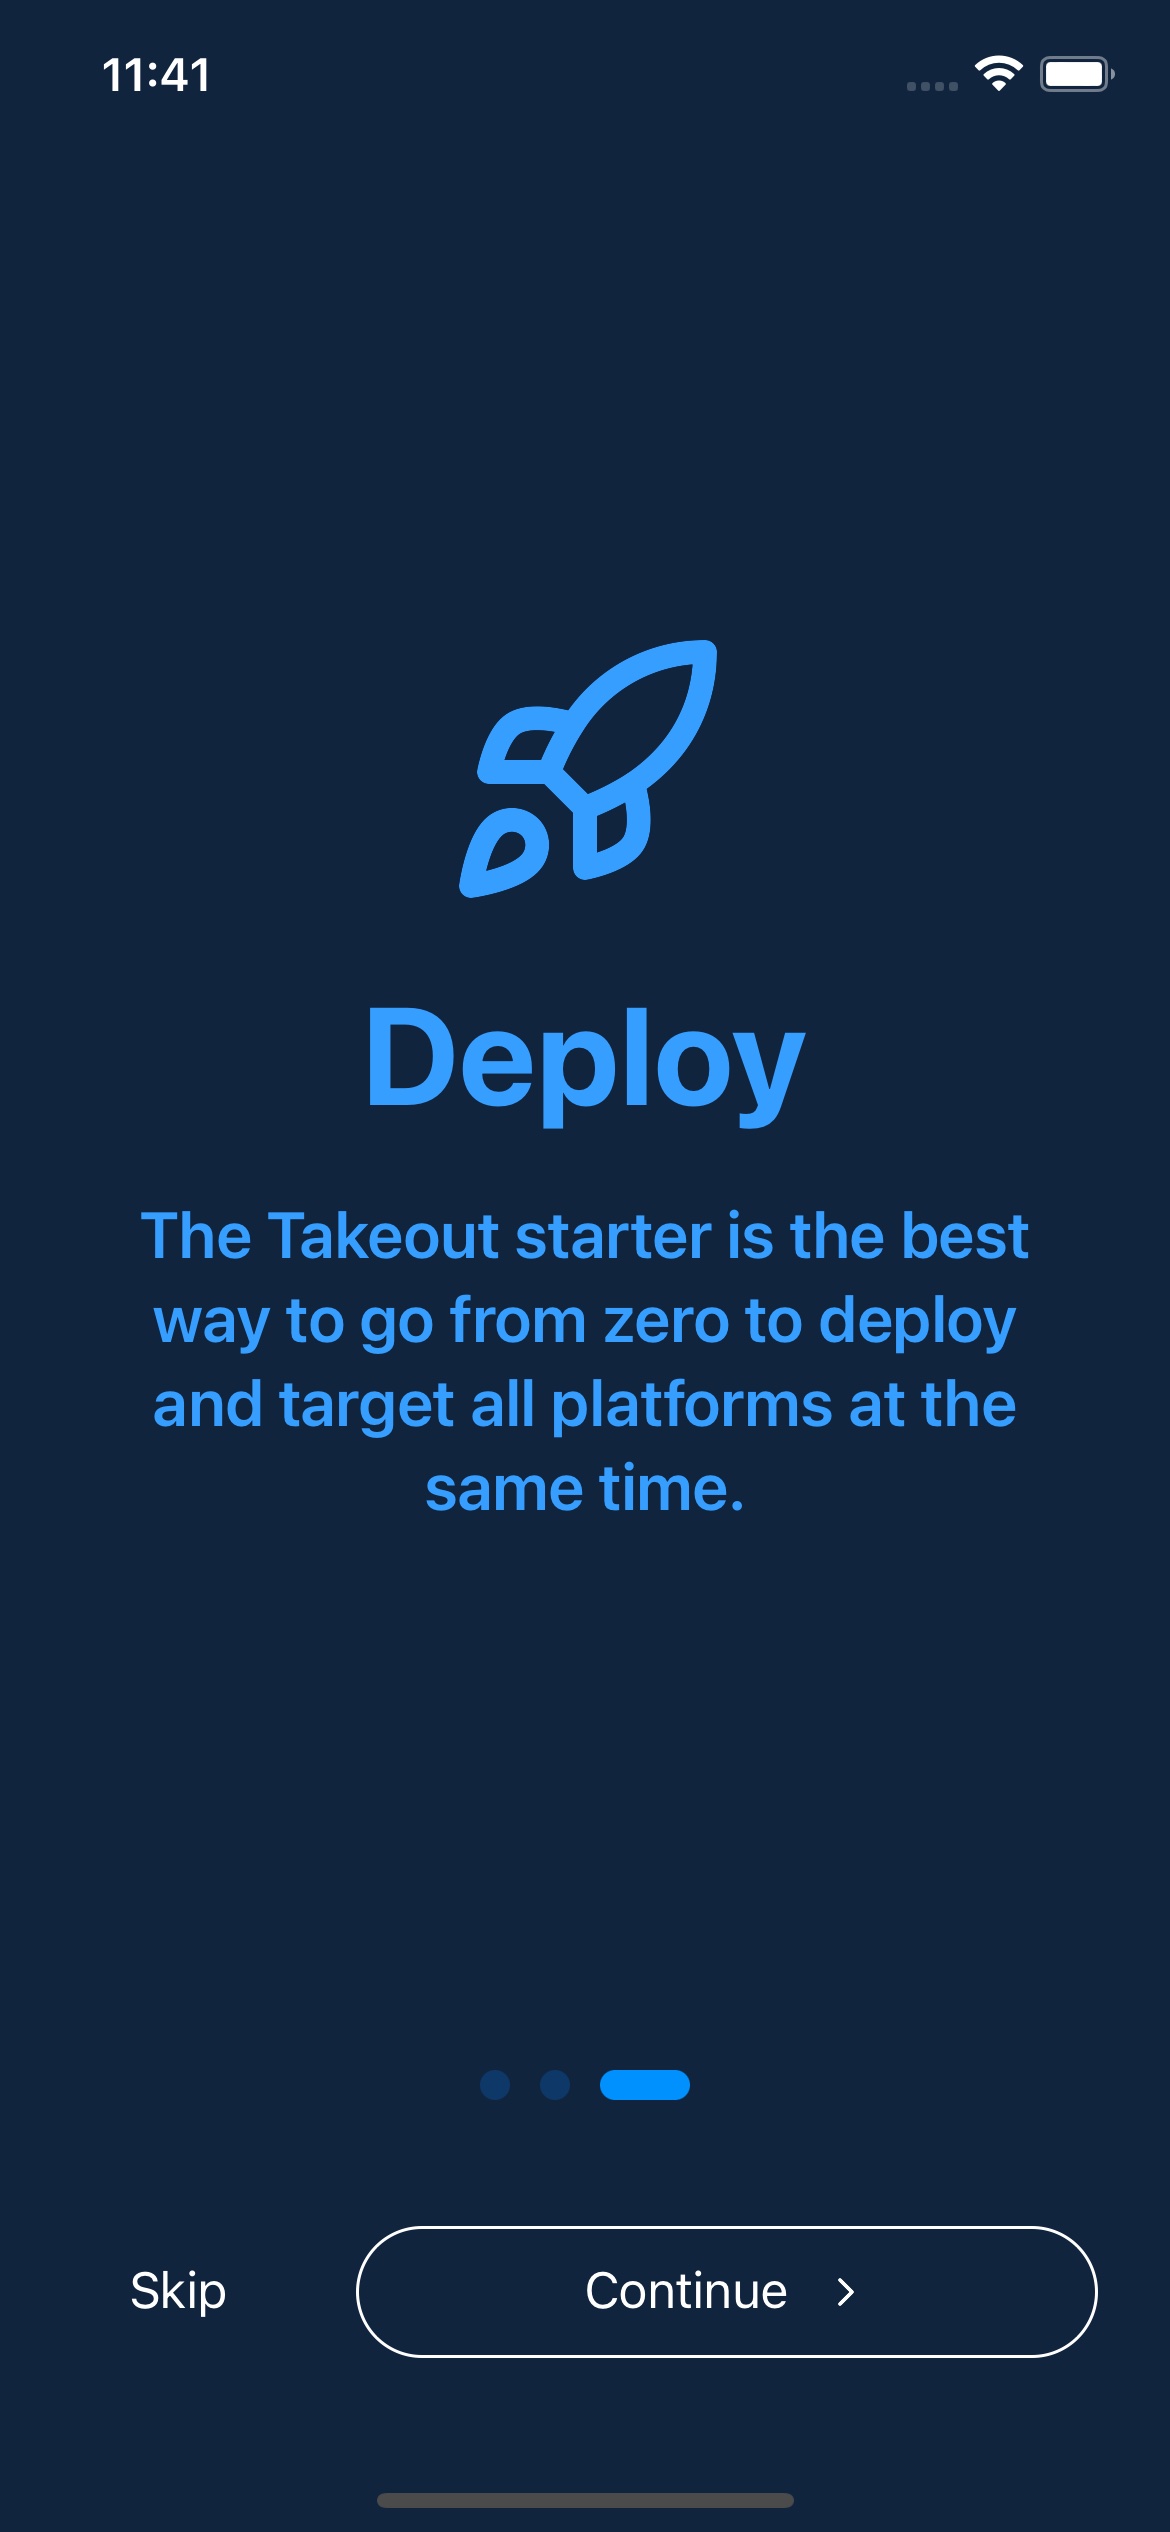 11:41
Deploy
The Takeout starter is the best
way to go from zero to deploy
and target all platforms at the
same time.
Skip
Continue